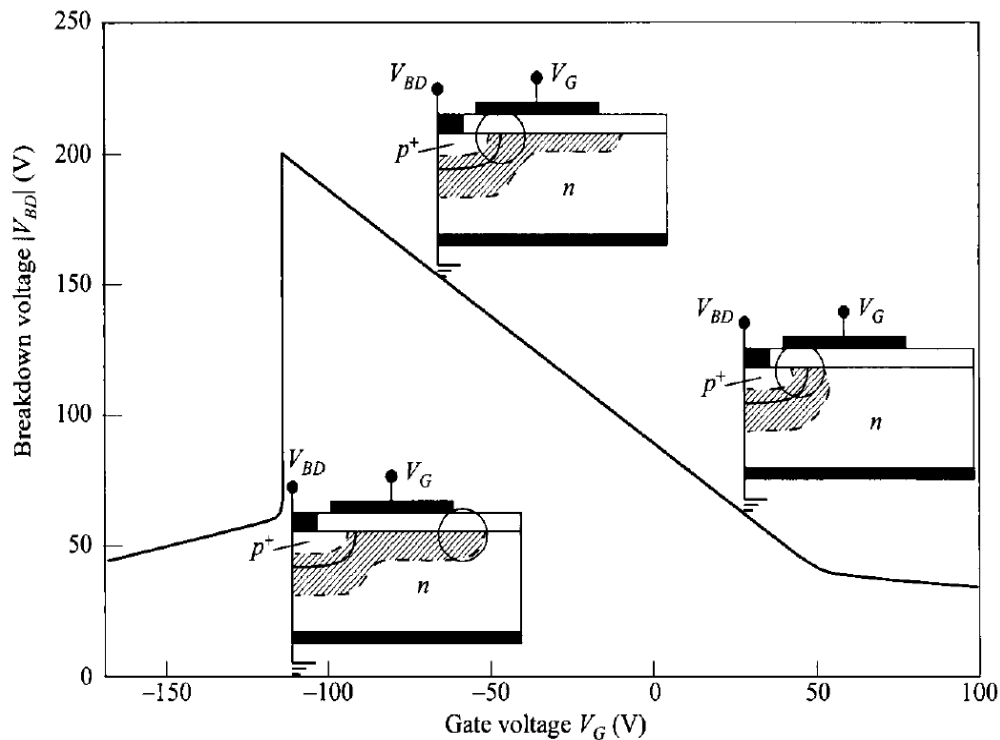 250
200
150
100
50
0
Breakdown voltage |V_BD| (V)
V_BD V_G
p+
n
V_BD V_G
p+
n
V_BD V_G
p+
n
–150 –100 –50 0 50 100
Gate voltage V_G (V)